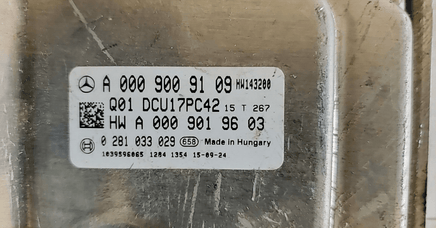 A 000 900 91 09 HW143200
Q01 DCU17PC42 15 T 267
HW A 000 901 96 03
0 281 033 029 658 Made in Hungary
1039S96065 1284 1354 15-09-24